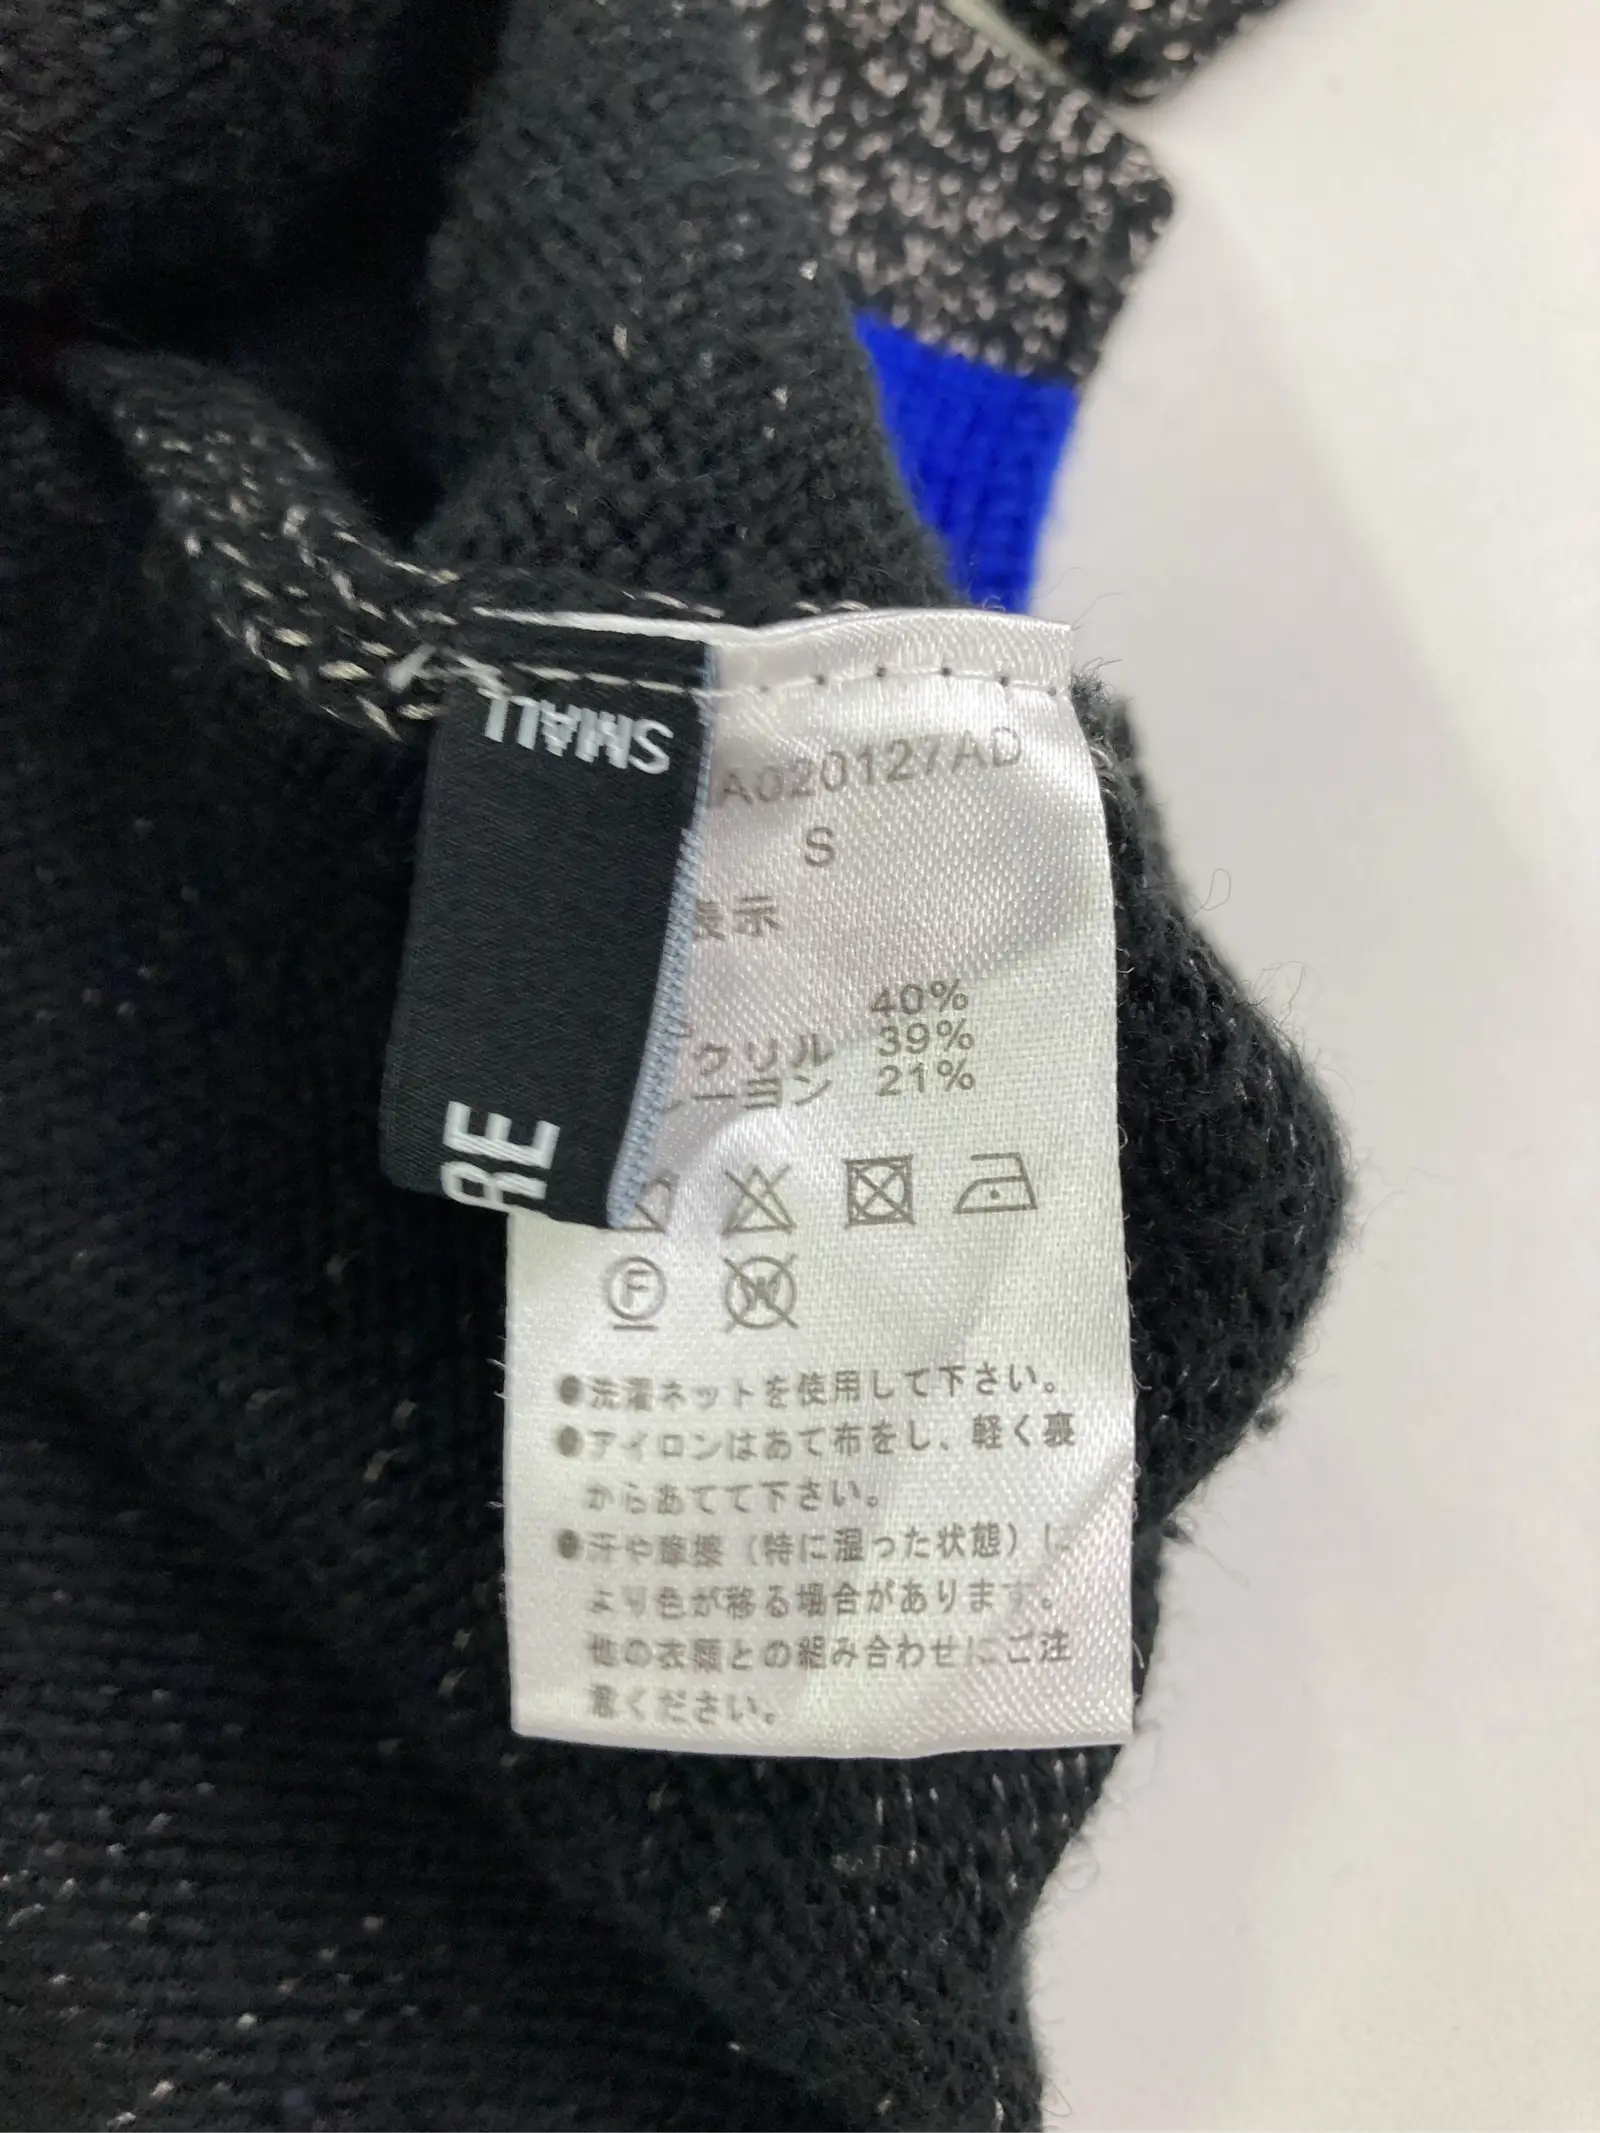 SMALL
RE
A020127AD
S
表示
40%
クリル 39%
ーヨン 21%
F
W
●洗濯ネットを使用して下さい。
●アイロンはあて布をし、軽く裏
からあてて下さい。
●汗や摩擦（特に湿った状態）に
より色が移る場合があります。
他の衣類との組み合わせにご注
意ください。